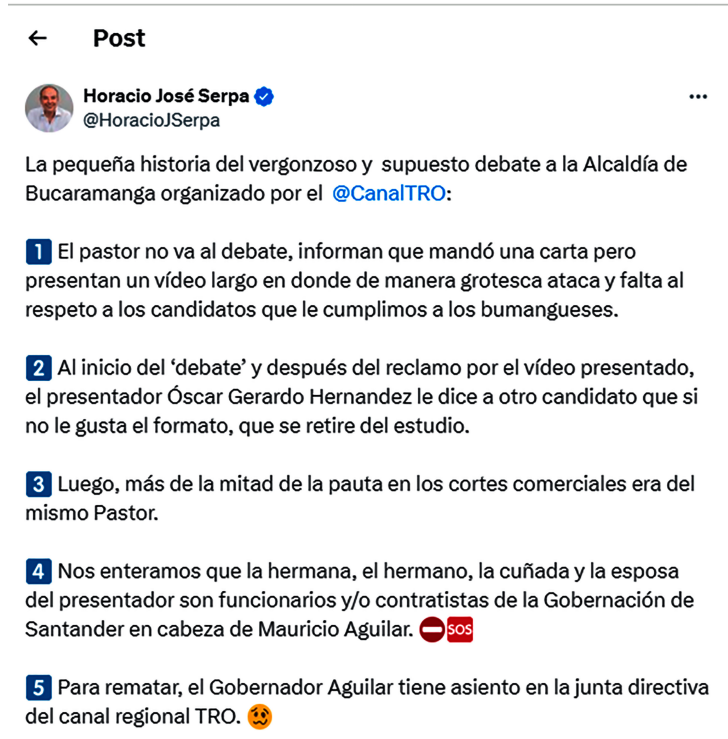 Post
Horacio José Serpa
@HoracioJSerpa
La pequeña historia del vergonzoso y supuesto debate a la Alcaldía de
Bucaramanga organizado por el @CanalTRO:
1 El pastor no va al debate, informan que mandó una carta pero
presentan un vídeo largo en donde de manera grotesca ataca y falta al
respeto a los candidatos que le cumplimos a los bumangueses.
2 Al inicio del ‘debate’ y después del reclamo por el vídeo presentado,
el presentador Óscar Gerardo Hernandez le dice a otro candidato que si
no le gusta el formato, que se retire del estudio.
3 Luego, más de la mitad de la pauta en los cortes comerciales era del
mismo Pastor.
4 Nos enteramos que la hermana, el hermano, la cuñada y la esposa
del presentador son funcionarios y/o contratistas de la Gobernación de
Santander en cabeza de Mauricio Aguilar. ⛔🆘
5 Para rematar, el Gobernador Aguilar tiene asiento en la junta directiva
del canal regional TRO. 🥴